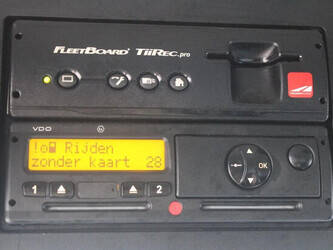 FLEETBOARD® TiiREC.pro
VDO
!o Rijden
zonder kaart 28
1 2
OK